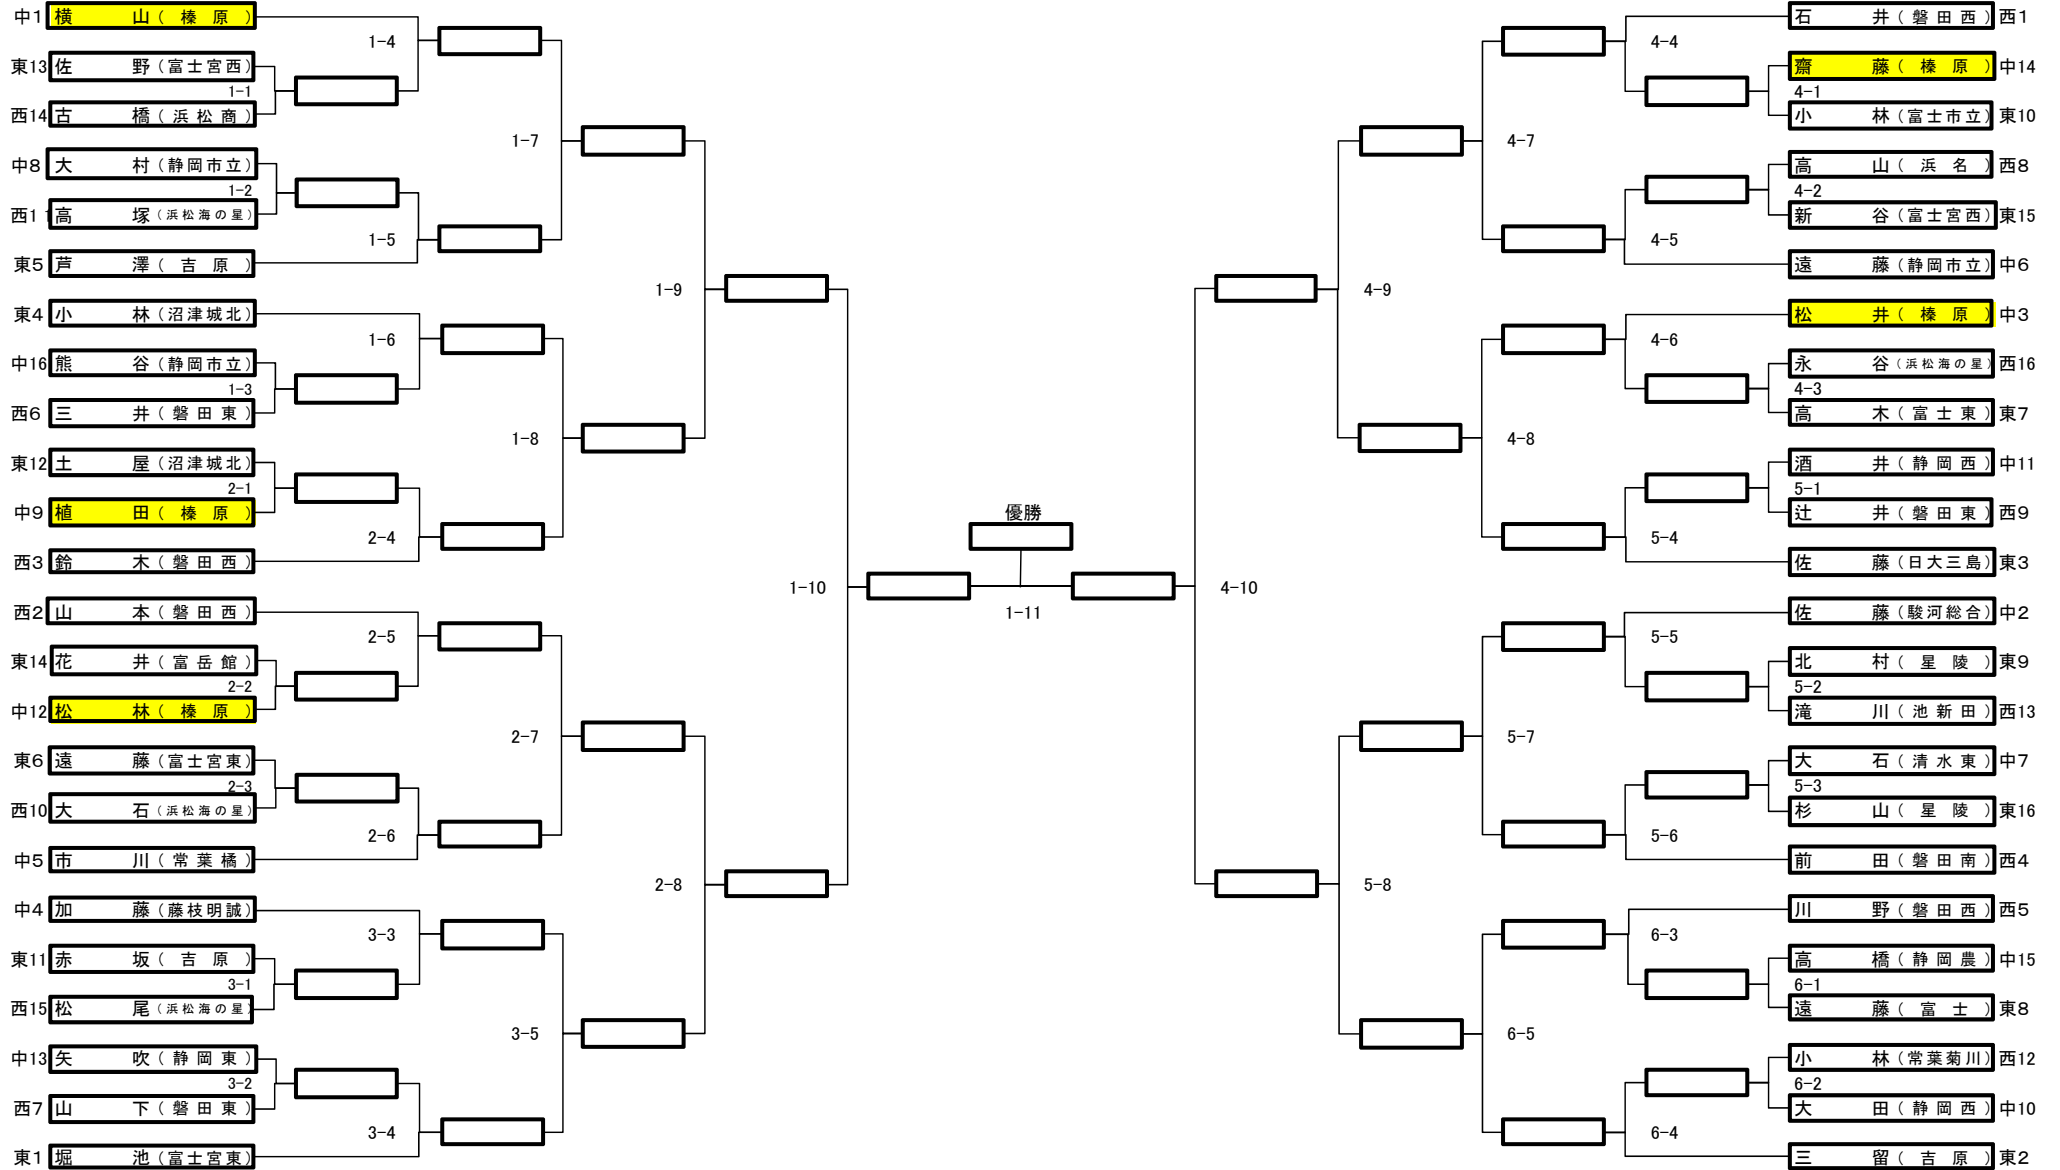 中1 横山(榛原)
1-4
東13 佐野(富士宮西)
1-1
西14 古橋(浜松商)
1-7
中8 大村(静岡市立)
1-2
西11 高塚(浜松海の星)
1-5
東5 芦澤(吉原)
1-9
東4 小林(沼津城北)
1-6
中16 熊谷(静岡市立)
1-3
西6 三井(磐田東)
1-8
東12 土屋(沼津城北)
2-1
中9 植田(榛原)
2-4
西3 鈴木(磐田西)
1-10
西2 山本(磐田西)
2-5
東14 花井(富岳館)
2-2
中12 松林(榛原)
2-7
東6 遠藤(富士宮東)
2-3
西10 大石(浜松海の星)
2-6
中5 市川(常葉橘)
2-8
中4 加藤(藤枝明誠)
3-3
東11 赤坂(吉原)
3-1
西15 松尾(浜松海の星)
3-5
中13 矢吹(静岡東)
3-2
西7 山下(磐田東)
3-4
東1 堀池(富士宮東)
優勝
1-11
石井(磐田西) 西1
4-4
齋藤(榛原) 中14
4-1
小林(富士市立) 東10
4-7
高山(浜名) 西8
4-2
新谷(富士宮西) 東15
4-5
遠藤(静岡市立) 中6
4-9
松井(榛原) 中3
4-6
永谷(浜松海の星) 西16
4-3
高木(富士東) 東7
4-8
酒井(静岡西) 中11
5-1
辻井(磐田東) 西9
5-4
佐藤(日大三島) 東3
4-10
佐藤(駿河総合) 中2
5-5
北村(星陵) 東9
5-2
滝川(池新田) 西13
5-7
大石(清水東) 中7
5-3
杉山(星陵) 東16
5-6
前田(磐田南) 西4
5-8
川野(磐田西) 西5
6-3
高橋(静岡農) 中15
6-1
遠藤(富士) 東8
6-5
小林(常葉菊川) 西12
6-2
大田(静岡西) 中10
6-4
三留(吉原) 東2